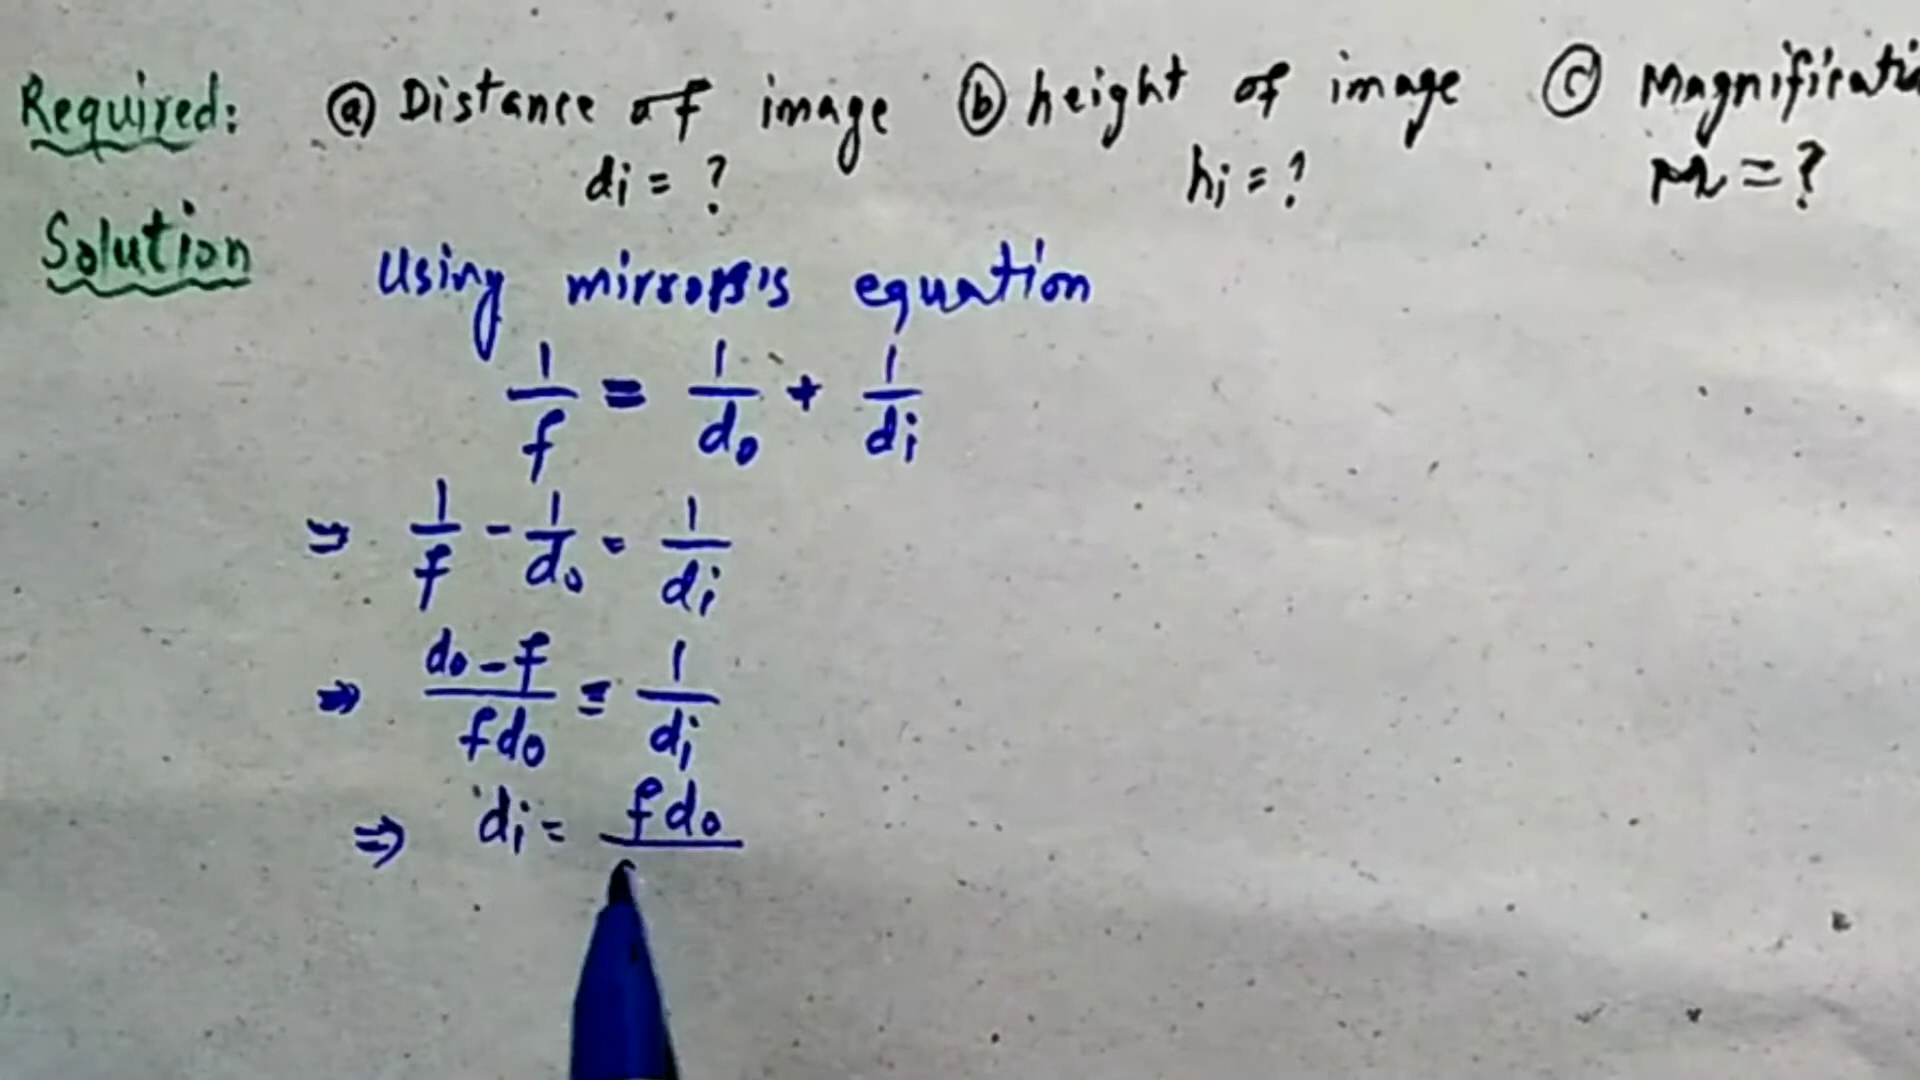 Required: ⓐ Distance of image ⓑ height of image ⓒ Magnificati
di = ? hi = ? m = ?
Solution Using mirrors's equation
1/f = 1/do + 1/di
⇒ 1/f - 1/do = 1/di
⇒ do - f / fdo = 1/di
⇒ di = fdo